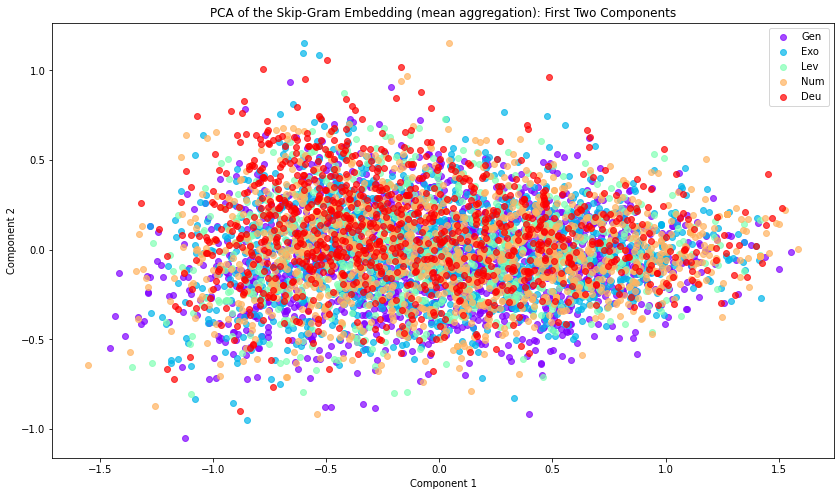 PCA of the Skip-Gram Embedding (mean aggregation): First Two Components
Gen
Exo
Lev
Num
Deu
Component 2
1.0
0.5
0.0
−0.5
−1.0
−1.5
−1.0
−0.5
0.0
0.5
1.0
1.5
Component 1